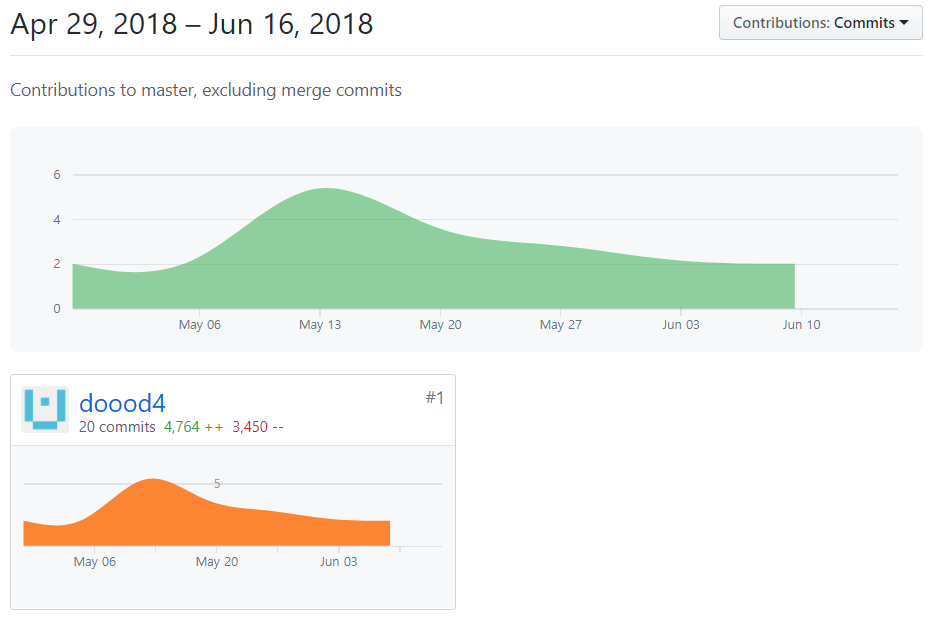 Apr 29, 2018 – Jun 16, 2018
Contributions: Commits
Contributions to master, excluding merge commits
6
4
2
0
May 06 May 13 May 20 May 27 Jun 03 Jun 10
doood4 #1
20 commits 4,764 ++ 3,450 --
5
May 06 May 20 Jun 03